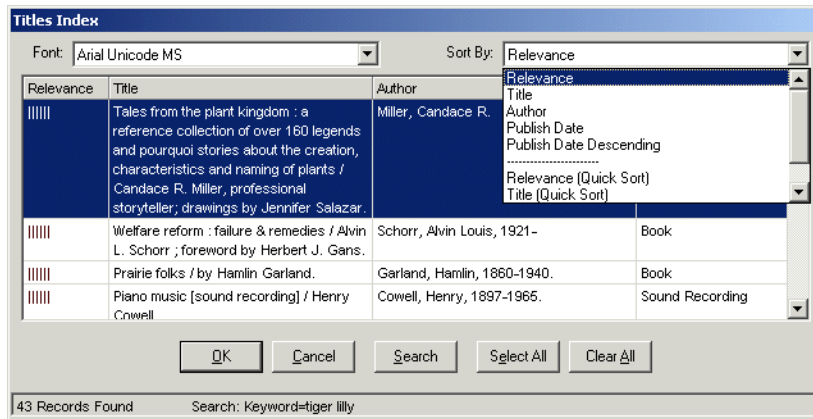 Titles Index
Font: Arial Unicode MS Sort By: Relevance
Relevance
Title
Author
Publish Date
Publish Date Descending
------------------------
Relevance (Quick Sort)
Title (Quick Sort)
Relevance Title Author
Tales from the plant kingdom : a Miller, Candace R.
reference collection of over 160 legends
and pourquoi stories about the creation,
characteristics and naming of plants /
Candace R. Miller, professional
storyteller; drawings by Jennifer Salazar.
Welfare reform : failure & remedies / Alvin Schorr, Alvin Louis, 1921- Book
L. Schorr ; foreword by Herbert J. Gans.
Prairie folks / by Hamlin Garland. Garland, Hamlin, 1860-1940. Book
Piano music [sound recording] / Henry Cowell, Henry, 1897-1965. Sound Recording
Cowell
OK Cancel Search Select All Clear All
43 Records Found Search: Keyword=tiger lilly